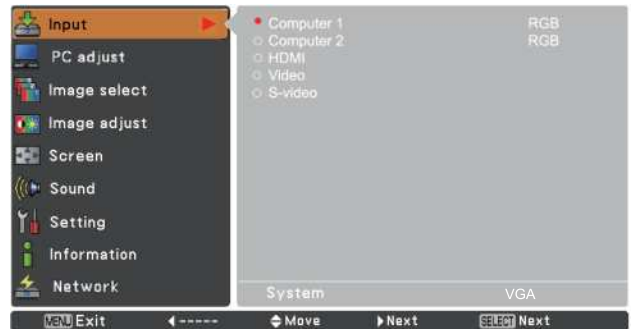 Input
PC adjust
Image select
Image adjust
Screen
Sound
Setting
Information
Network
Computer 1 RGB
Computer 2 RGB
HDMI
Video
S-video
System VGA
MENU Exit ◀ ----- Move ▶ Next SELECT Next